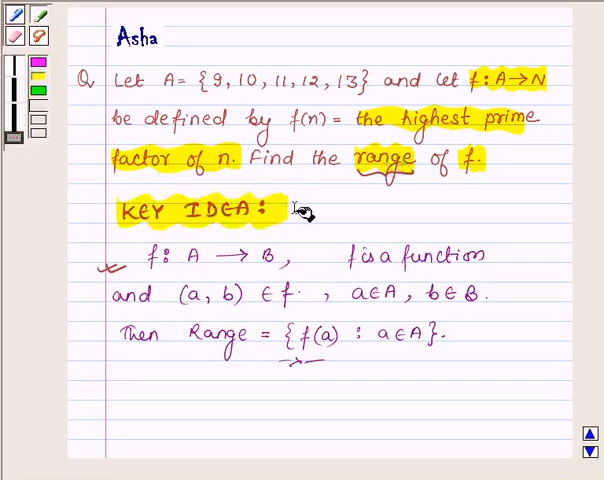 Asha
Q Let A = {9, 10, 11, 12, 13} and let f : A→N
be defined by f(n) = the highest prime
factor of n. Find the range of f.
KEY IDEA :
f : A → B, f is a function
and (a, b) ∈ f , a∈A, b∈B.
Then Range = {f(a) : a∈A}.